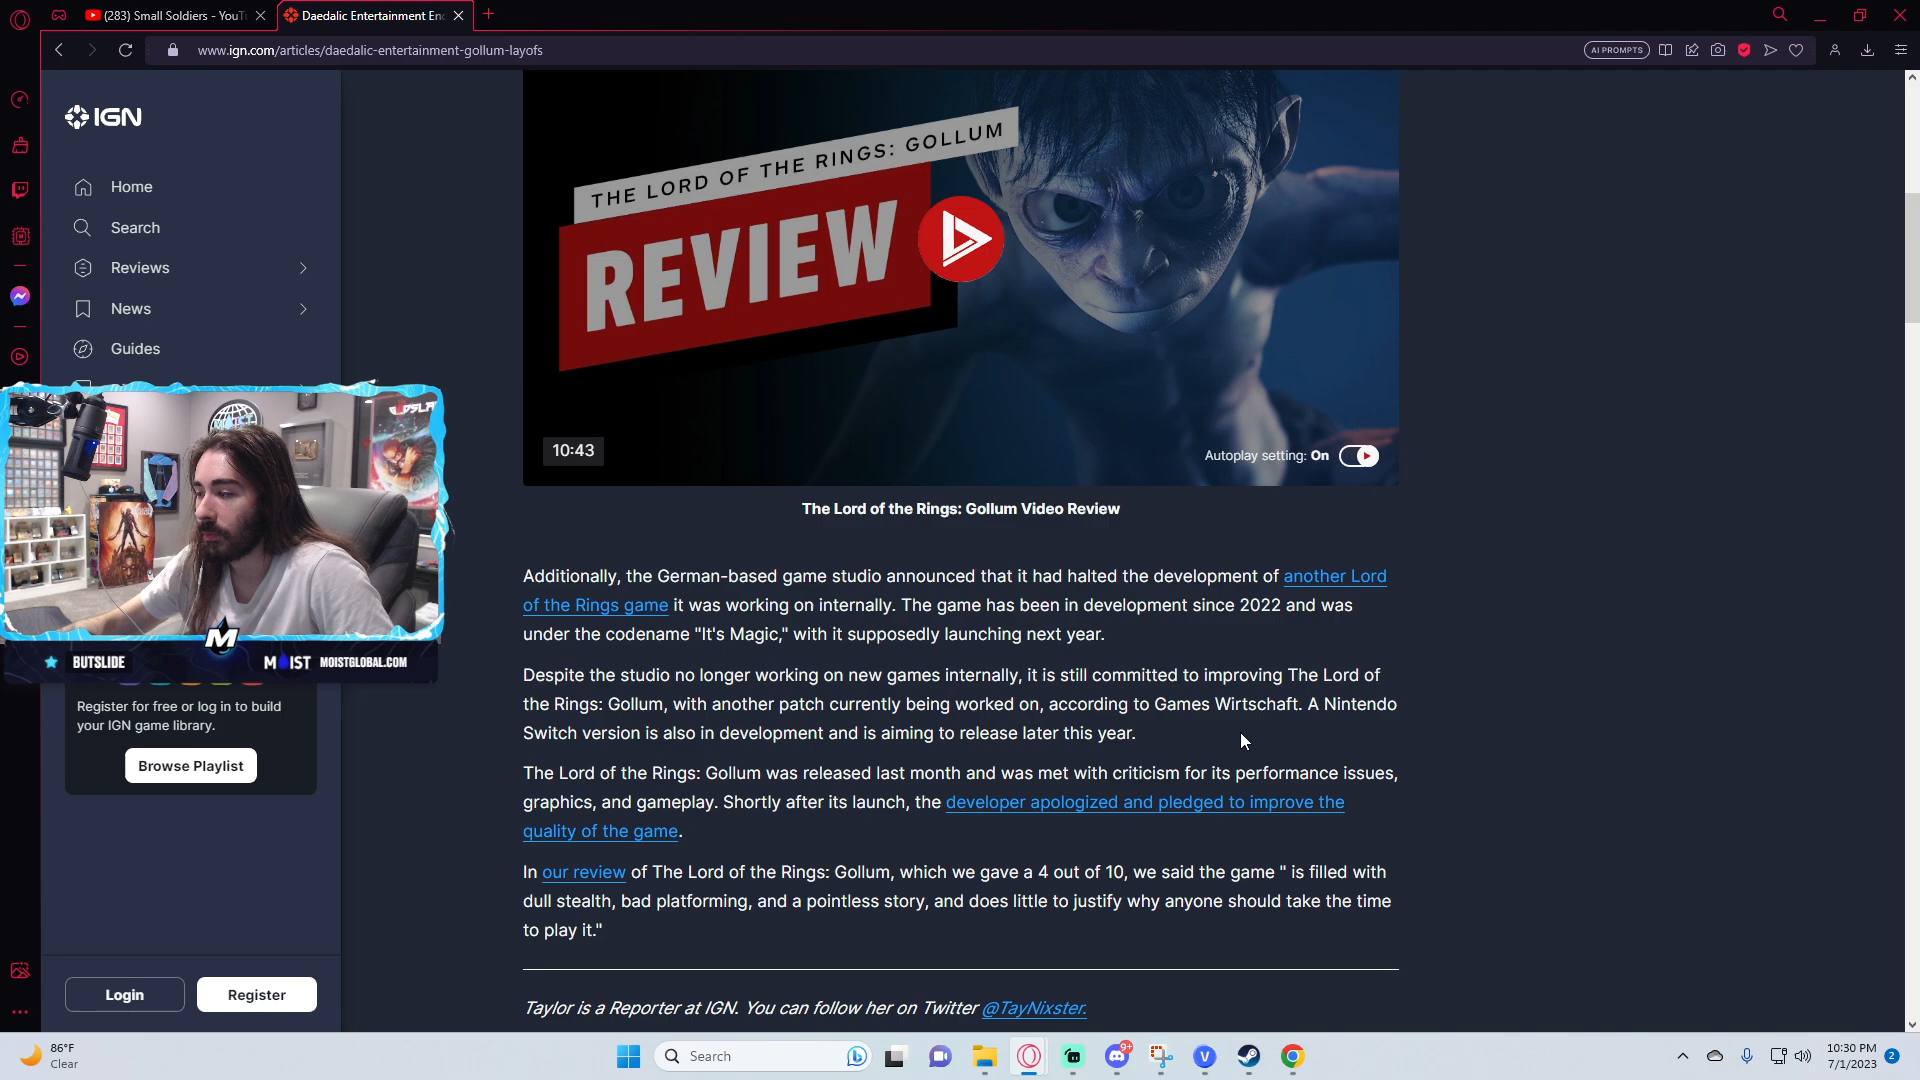 (283) Small Soldiers - YouT
Daedalic Entertainment En
www.ign.com/articles/daedalic-entertainment-gollum-layofs
AI PROMPTS
IGN
Home
Search
Reviews
News
Guides
THE LORD OF THE RINGS: GOLLUM
REVIEW
10:43
Autoplay setting: On
The Lord of the Rings: Gollum Video Review
Additionally, the German-based game studio announced that it had halted the development of another Lord
of the Rings game it was working on internally. The game has been in development since 2022 and was
under the codename "It's Magic," with it supposedly launching next year.
Despite the studio no longer working on new games internally, it is still committed to improving The Lord of
the Rings: Gollum, with another patch currently being worked on, according to Games Wirtschaft. A Nintendo
Switch version is also in development and is aiming to release later this year.
The Lord of the Rings: Gollum was released last month and was met with criticism for its performance issues,
graphics, and gameplay. Shortly after its launch, the developer apologized and pledged to improve the
quality of the game.
In our review of The Lord of the Rings: Gollum, which we gave a 4 out of 10, we said the game " is filled with
dull stealth, bad platforming, and a pointless story, and does little to justify why anyone should take the time
to play it."
Taylor is a Reporter at IGN. You can follow her on Twitter @TayNixster.
M
BUTSLIDE
MOIST MOISTGLOBAL.COM
Register for free or log in to build
your IGN game library.
Browse Playlist
Login
Register
86°F
Clear
Search
9+
10:30 PM
7/1/2023
2